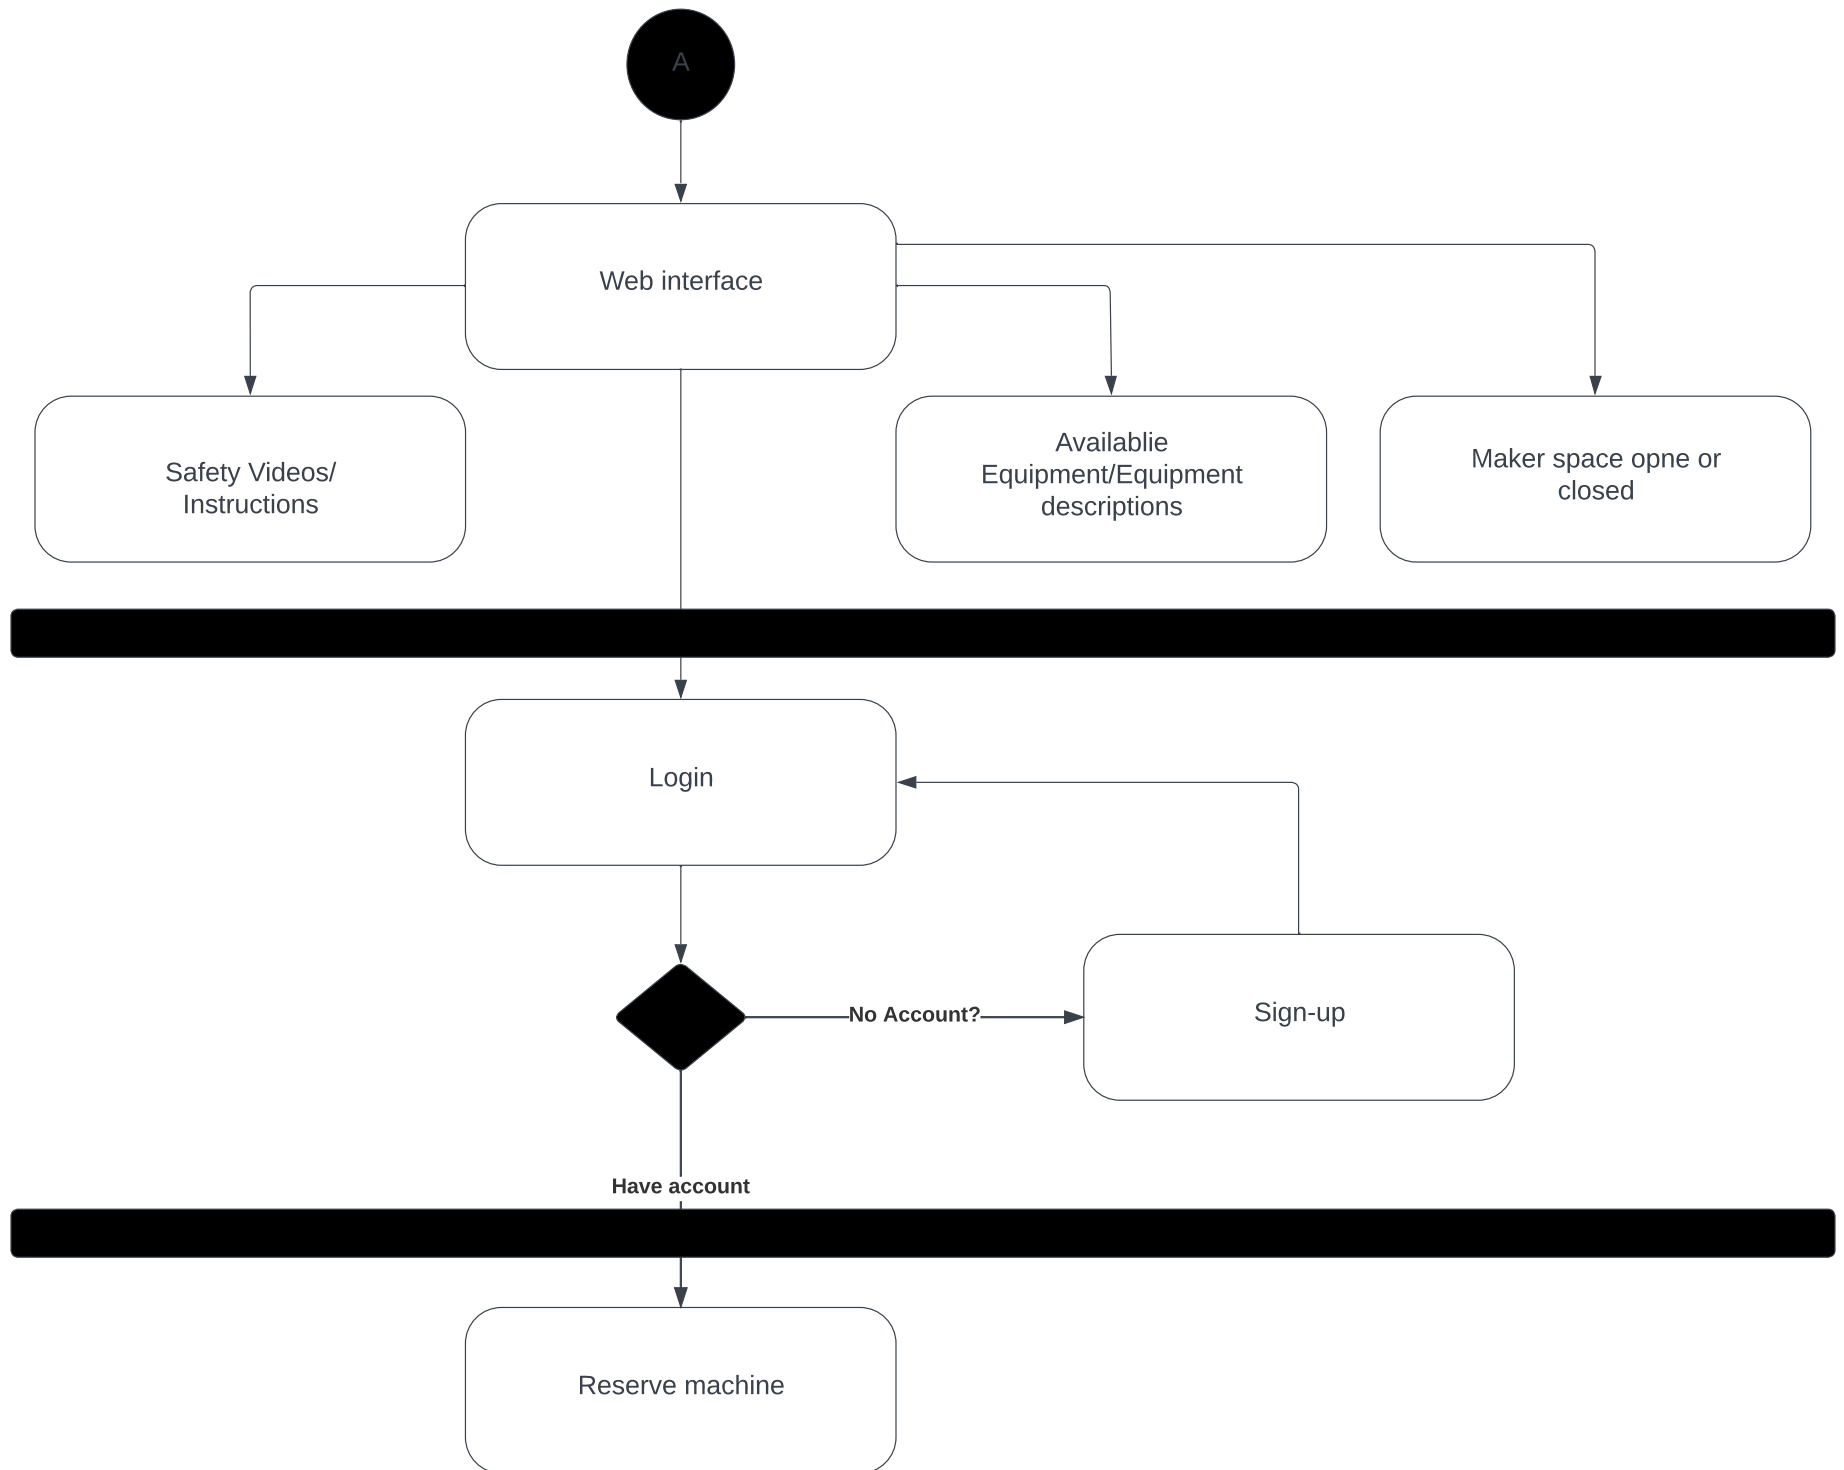 A
Web interface
Safety Videos/
Instructions
Availablie
Equipment/Equipment
descriptions
Maker space opne or
closed
Login
No Account?
Sign-up
Have account
Reserve machine